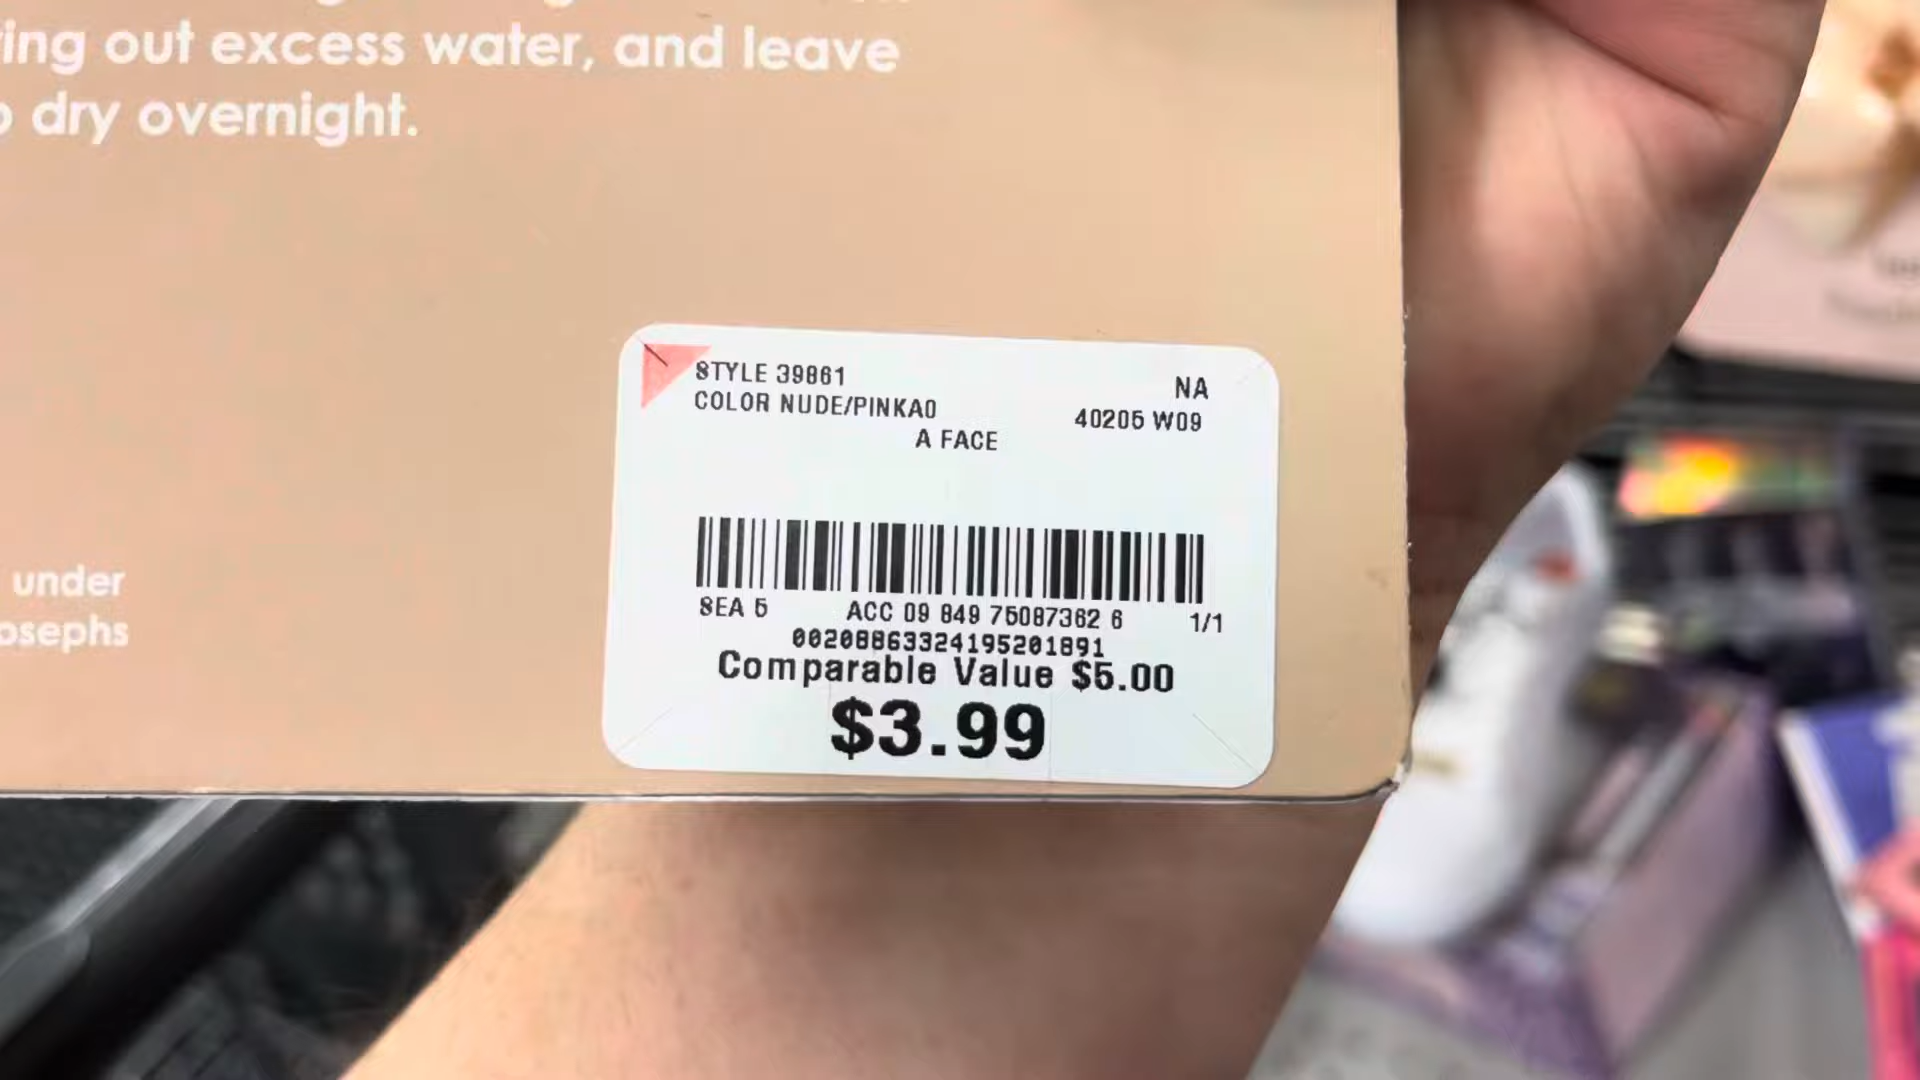 ing out excess water, and leave
dry overnight.
under
osephs
STYLE 39861
NA
COLOR NUDE/PINKA0
40205 W09
A FACE
SEA 5 ACC 09 849 75087362 6 1/1
00208863324195201891
Comparable Value $5.00
$3.99